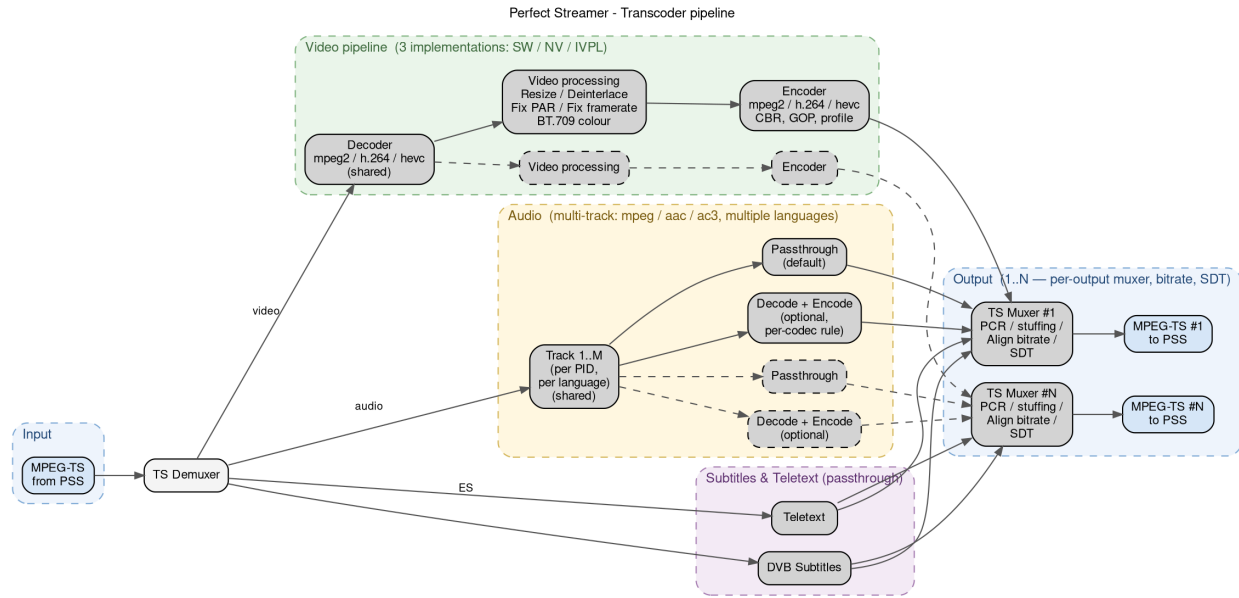 Perfect Streamer - Transcoder pipeline
Video pipeline  (3 implementations: SW / NV / IVPL)
Video processing
Resize / Deinterlace
Fix PAR / Fix framerate
BT.709 colour
Encoder
mpeg2 / h.264 / hevc
CBR, GOP, profile
Decoder
mpeg2 / h.264 / hevc
(shared)
Video processing
Encoder
Audio  (multi-track: mpeg / aac / ac3, multiple languages)
Passthrough
(default)
Decode + Encode
(optional,
per-codec rule)
Track 1..M
(per PID,
per language)
(shared)
Passthrough
Decode + Encode
(optional)
Output  (1..N — per-output muxer, bitrate, SDT)
TS Muxer #1
PCR / stuffing /
Align bitrate /
SDT
MPEG-TS #1
to PSS
TS Muxer #N
PCR / stuffing /
Align bitrate /
SDT
MPEG-TS #N
to PSS
video
audio
ES
Input
MPEG-TS
from PSS
TS Demuxer
Subtitles & Teletext (passthrough)
Teletext
DVB Subtitles